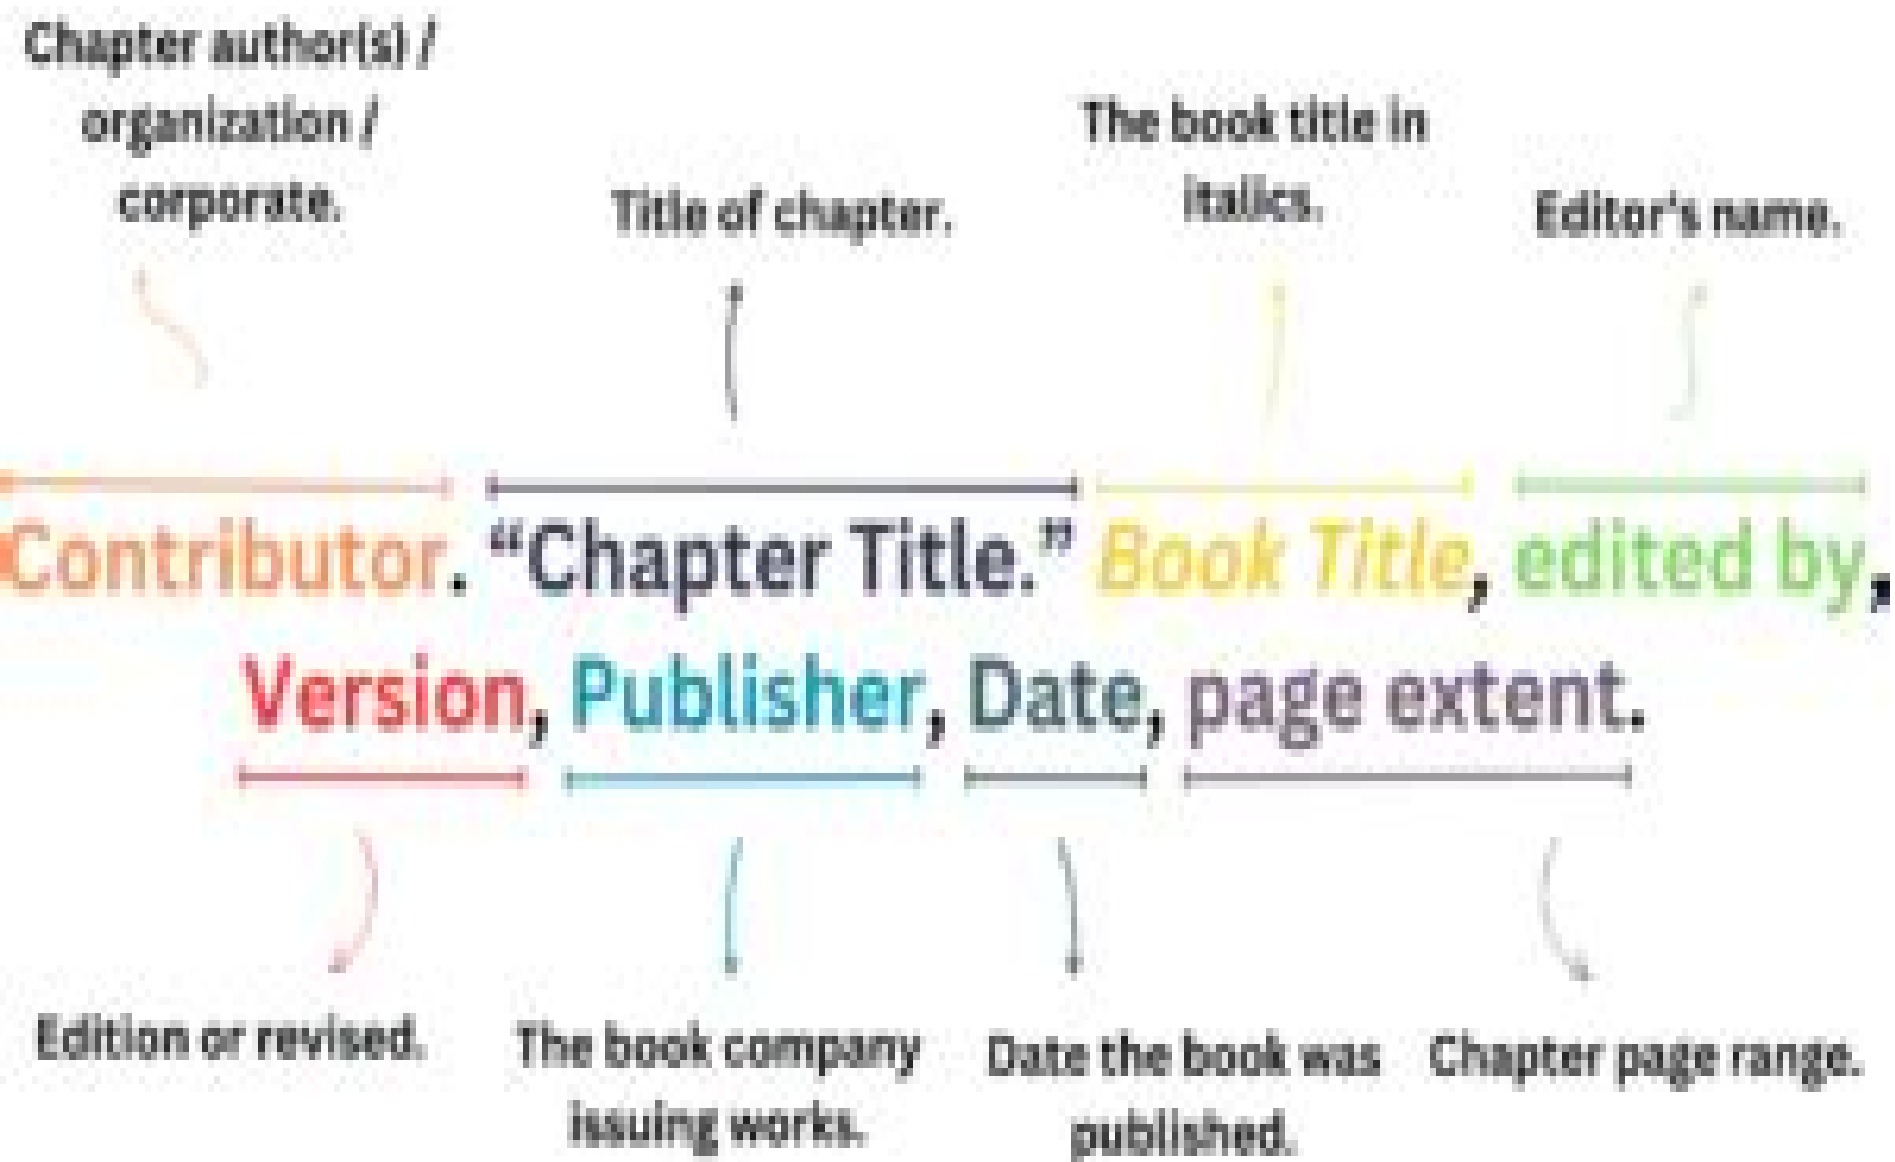 Chapter author(s) /
organization /
corporate.
Title of chapter.
The book title in
italics.
Editor's name.
Contributor. “Chapter Title.” Book Title, edited by,
Version, Publisher, Date, page extent.
Edition or revised.
The book company
issuing works.
Date the book was
published.
Chapter page range.